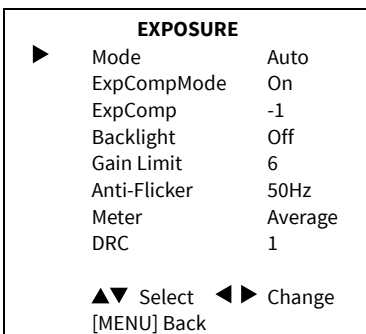 EXPOSURE
▶ Mode Auto
ExpCompMode On
ExpComp -1
Backlight Off
Gain Limit 6
Anti-Flicker 50Hz
Meter Average
DRC 1
▲▼ Select ◀▶ Change
[MENU] Back